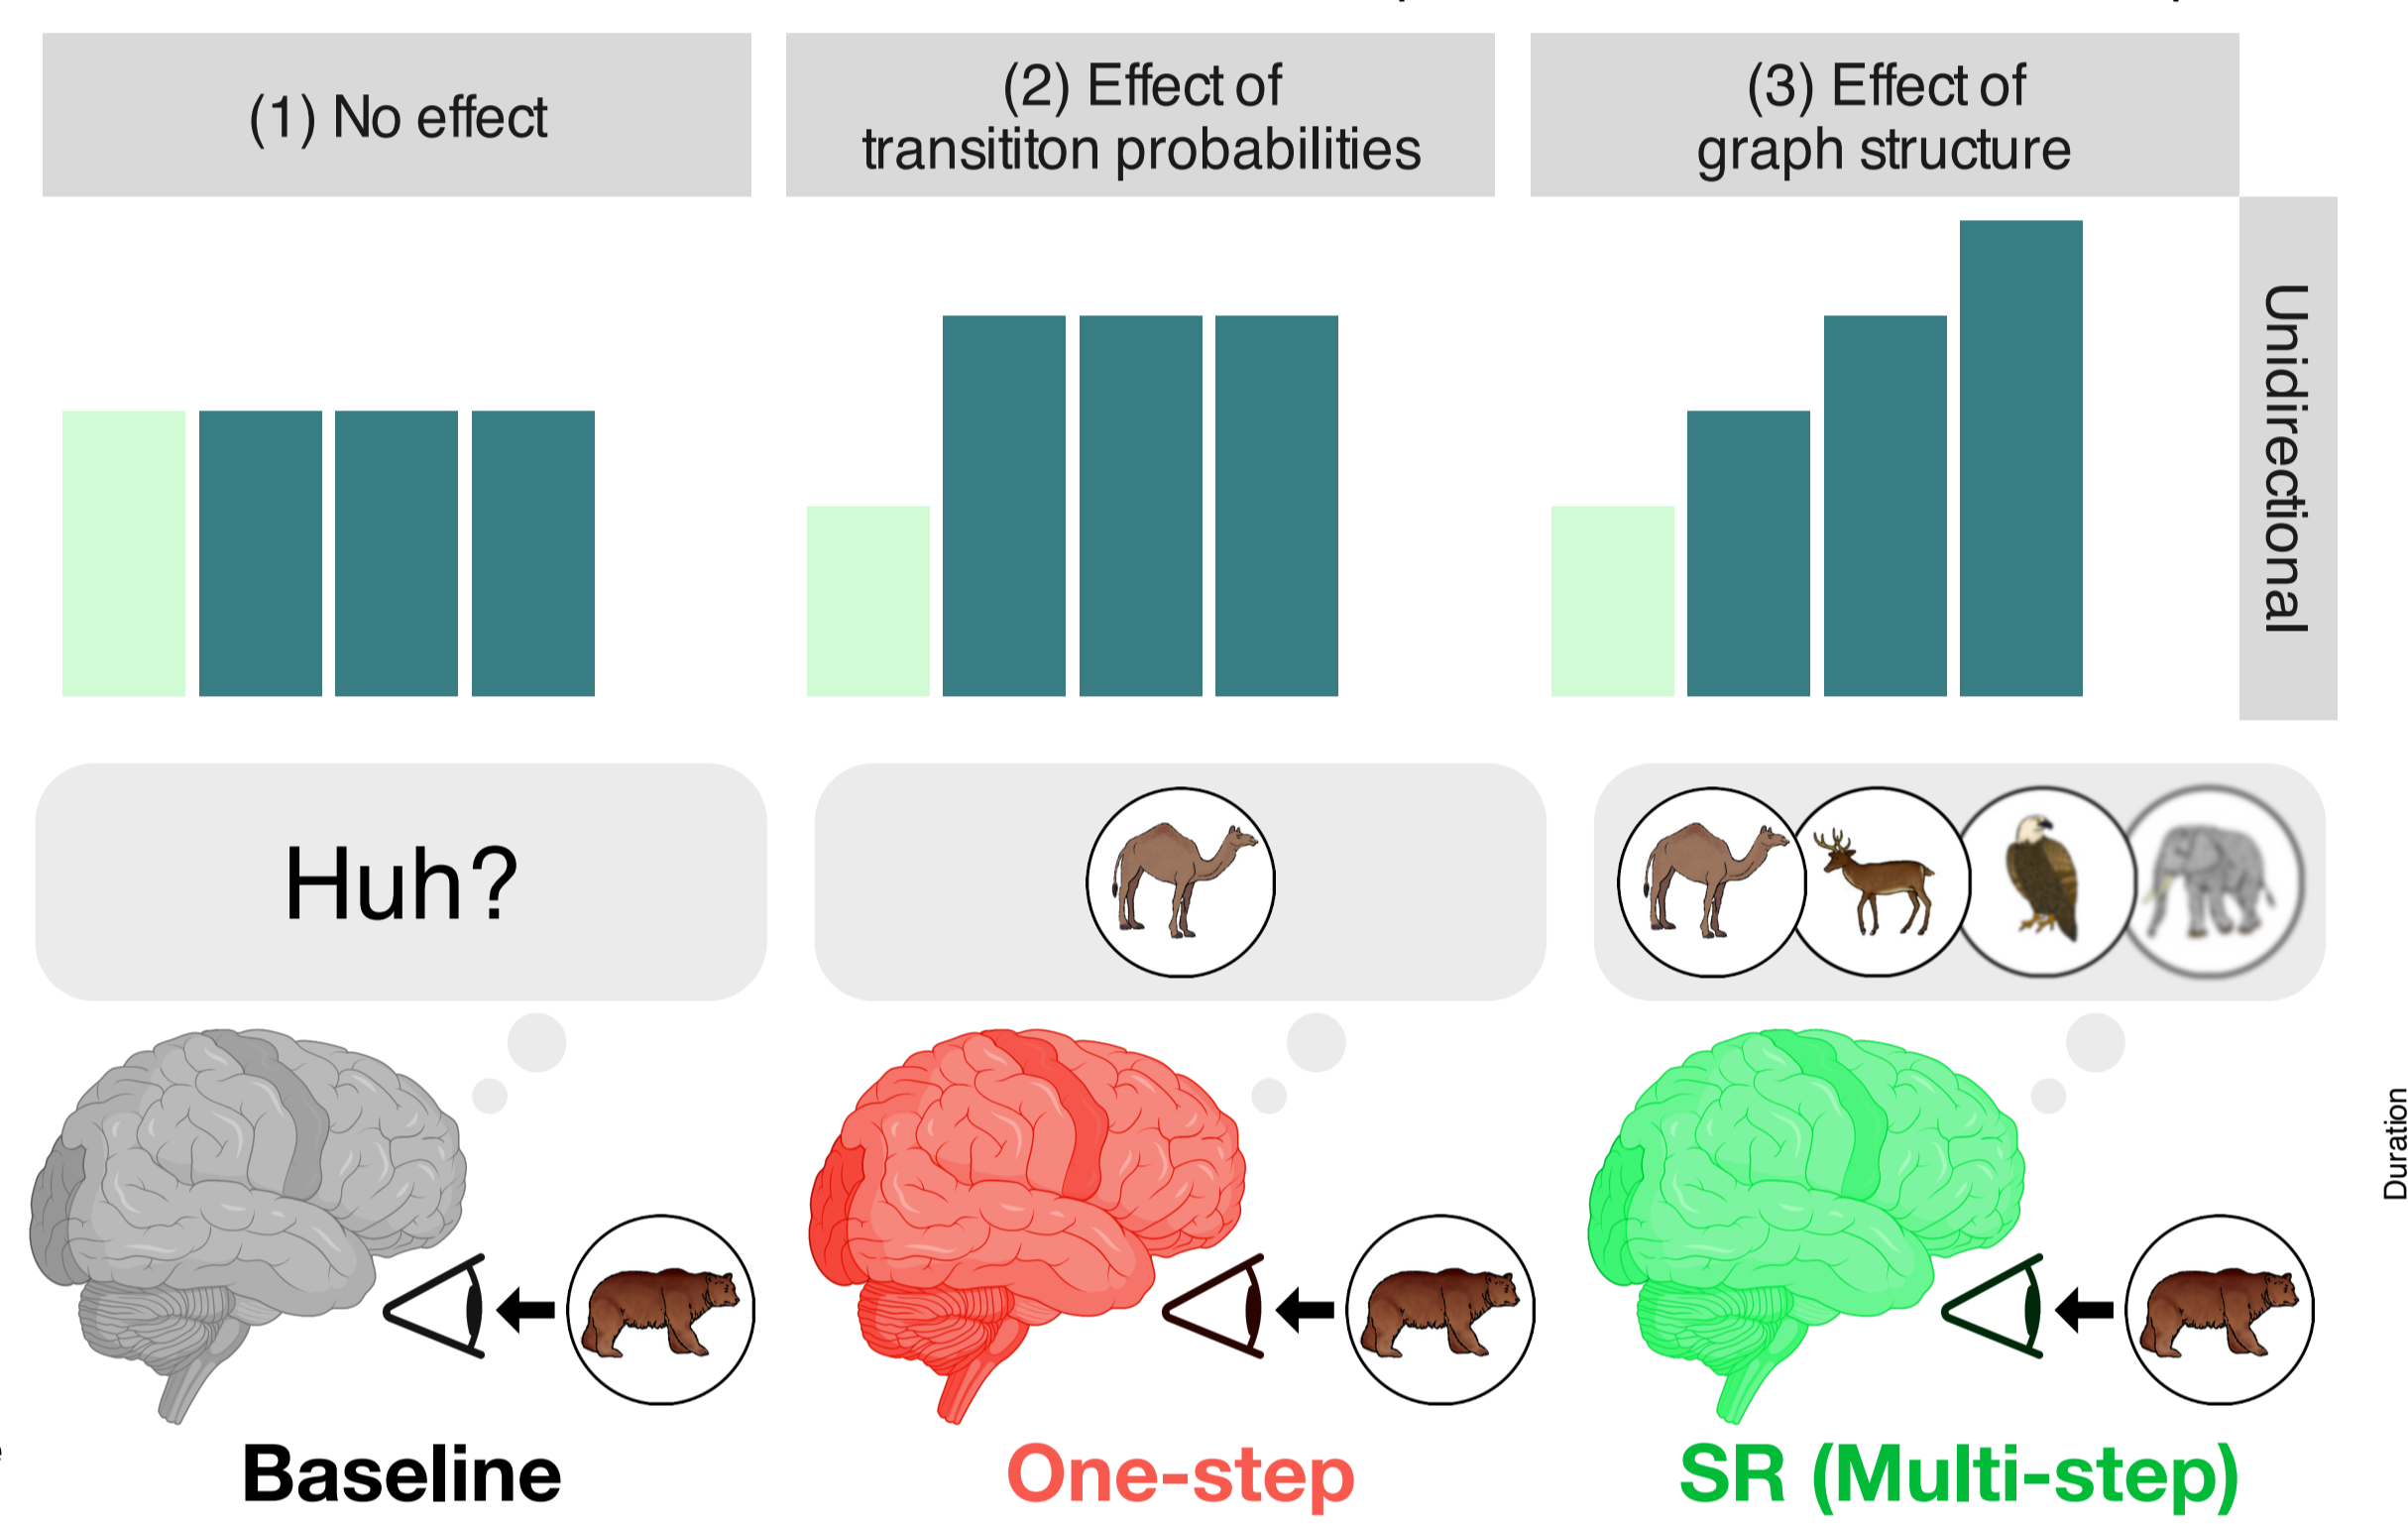 (1) No effect
(2) Effect of
transition probabilities
(3) Effect of
graph structure
Unidirectional
Huh?
Duration
Baseline
One-step
SR (Multi-step)